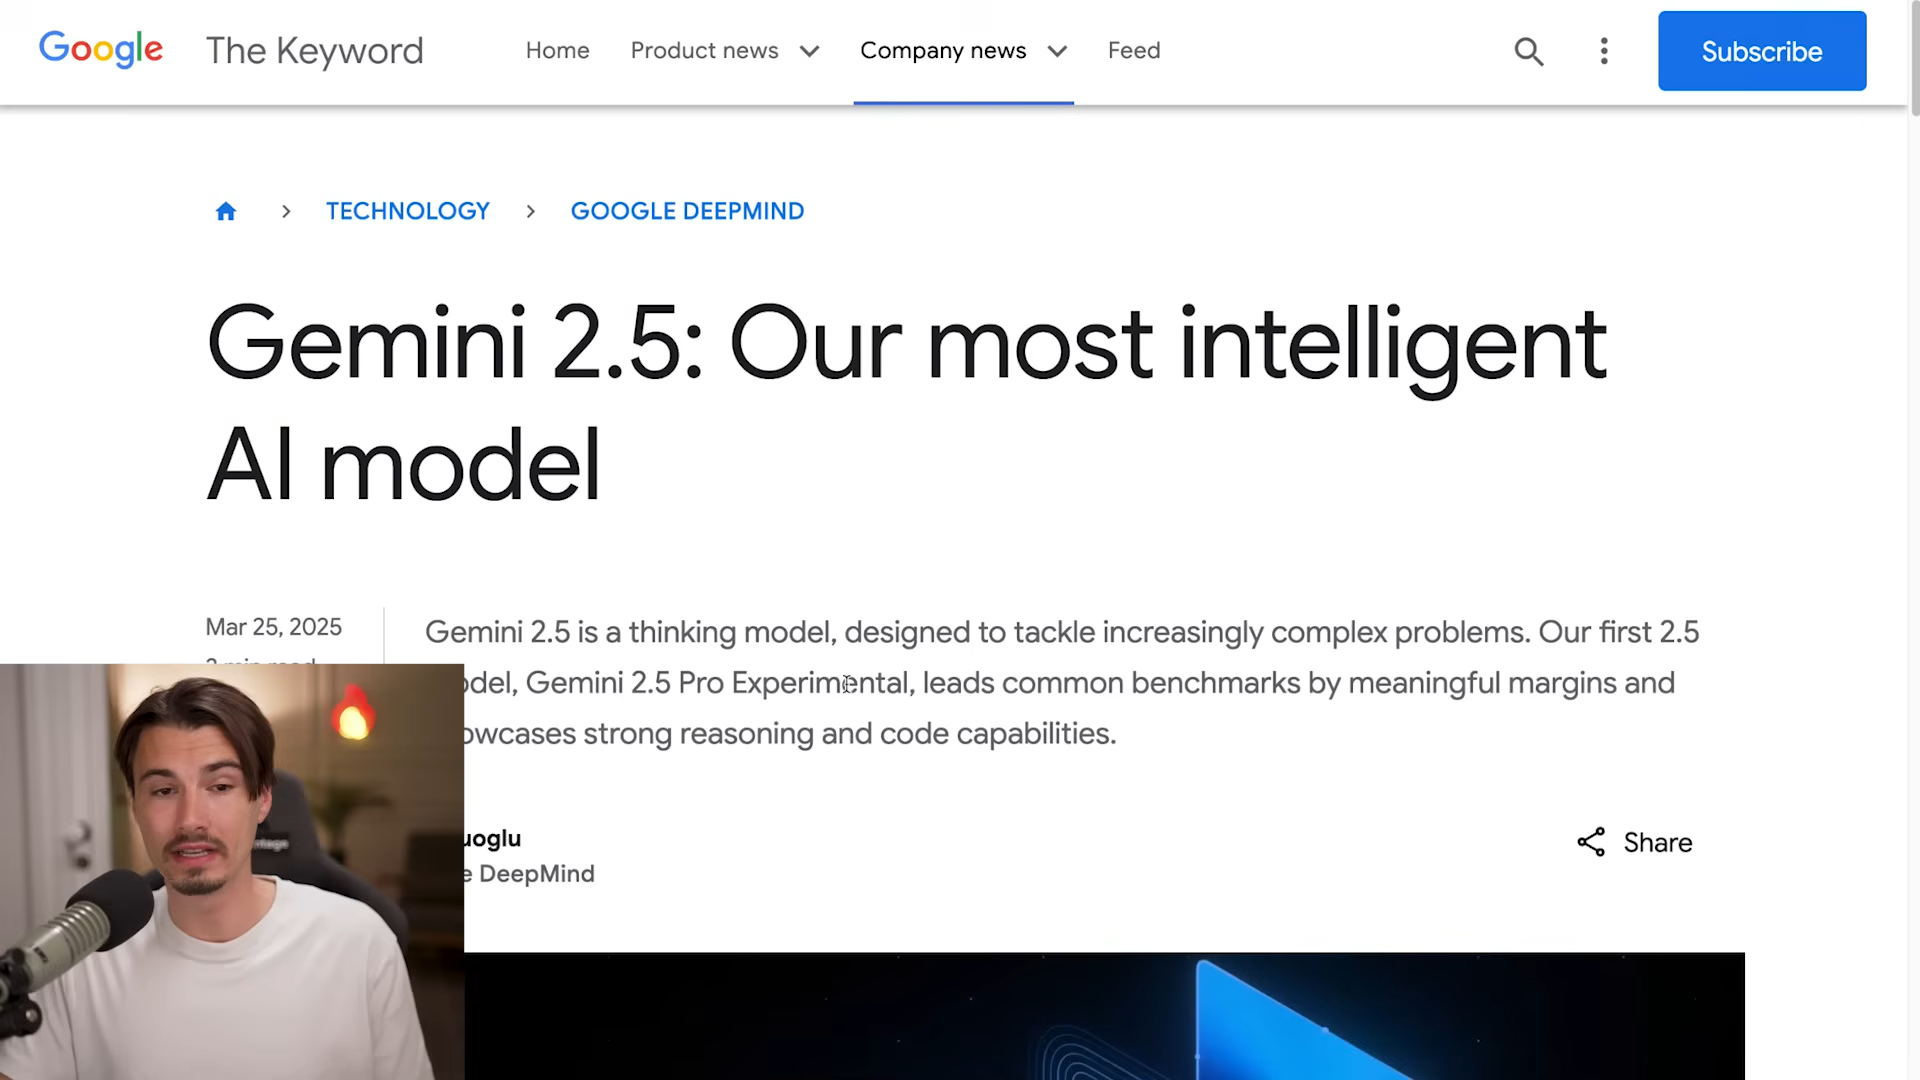 Google The Keyword Home Product news Company news Feed Subscribe
TECHNOLOGY GOOGLE DEEPMIND
Gemini 2.5: Our most intelligent
AI model
Mar 25, 2025
Gemini 2.5 is a thinking model, designed to tackle increasingly complex problems. Our first 2.5
odel, Gemini 2.5 Pro Experimental, leads common benchmarks by meaningful margins and
owcases strong reasoning and code capabilities.
uoglu
e DeepMind
Share